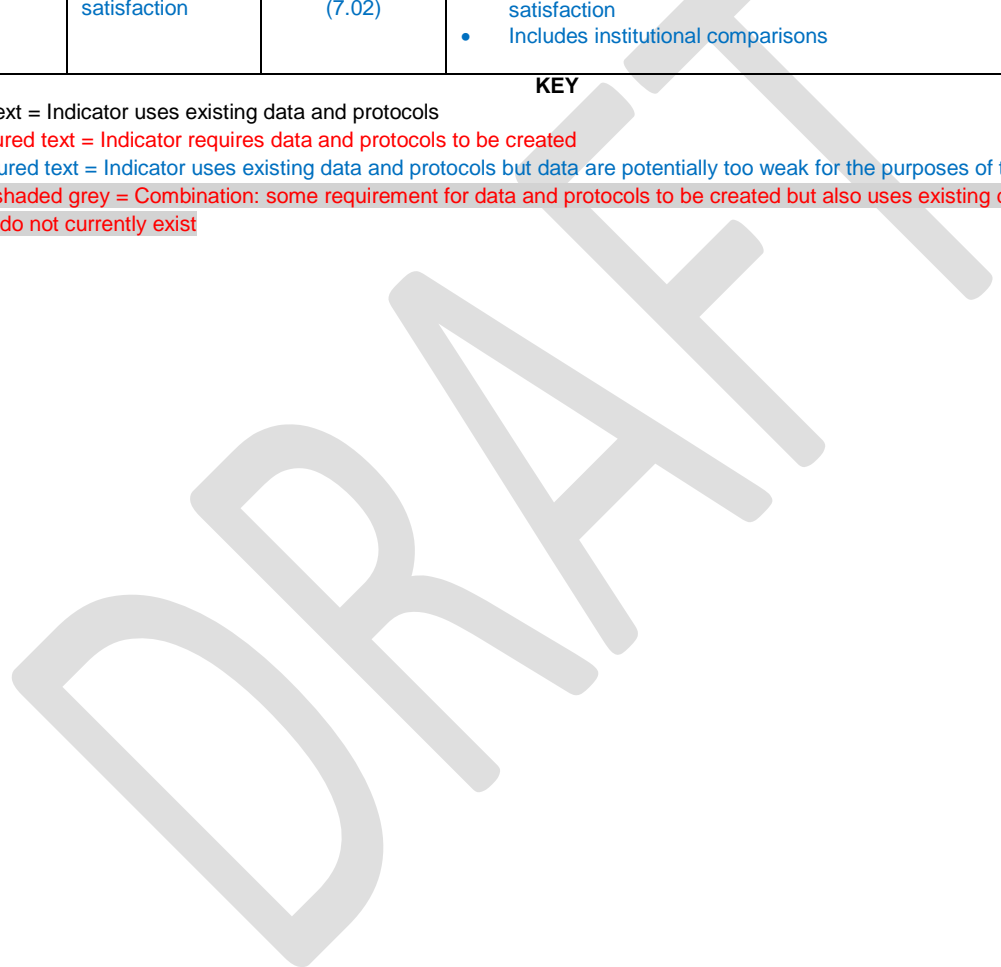 satisfaction (7.02) satisfaction
• Includes institutional comparisons
KEY
ext = Indicator uses existing data and protocols
ured text = Indicator requires data and protocols to be created
ured text = Indicator uses existing data and protocols but data are potentially too weak for the purposes of
shaded grey = Combination: some requirement for data and protocols to be created but also uses existing
do not currently exist
DRAFT